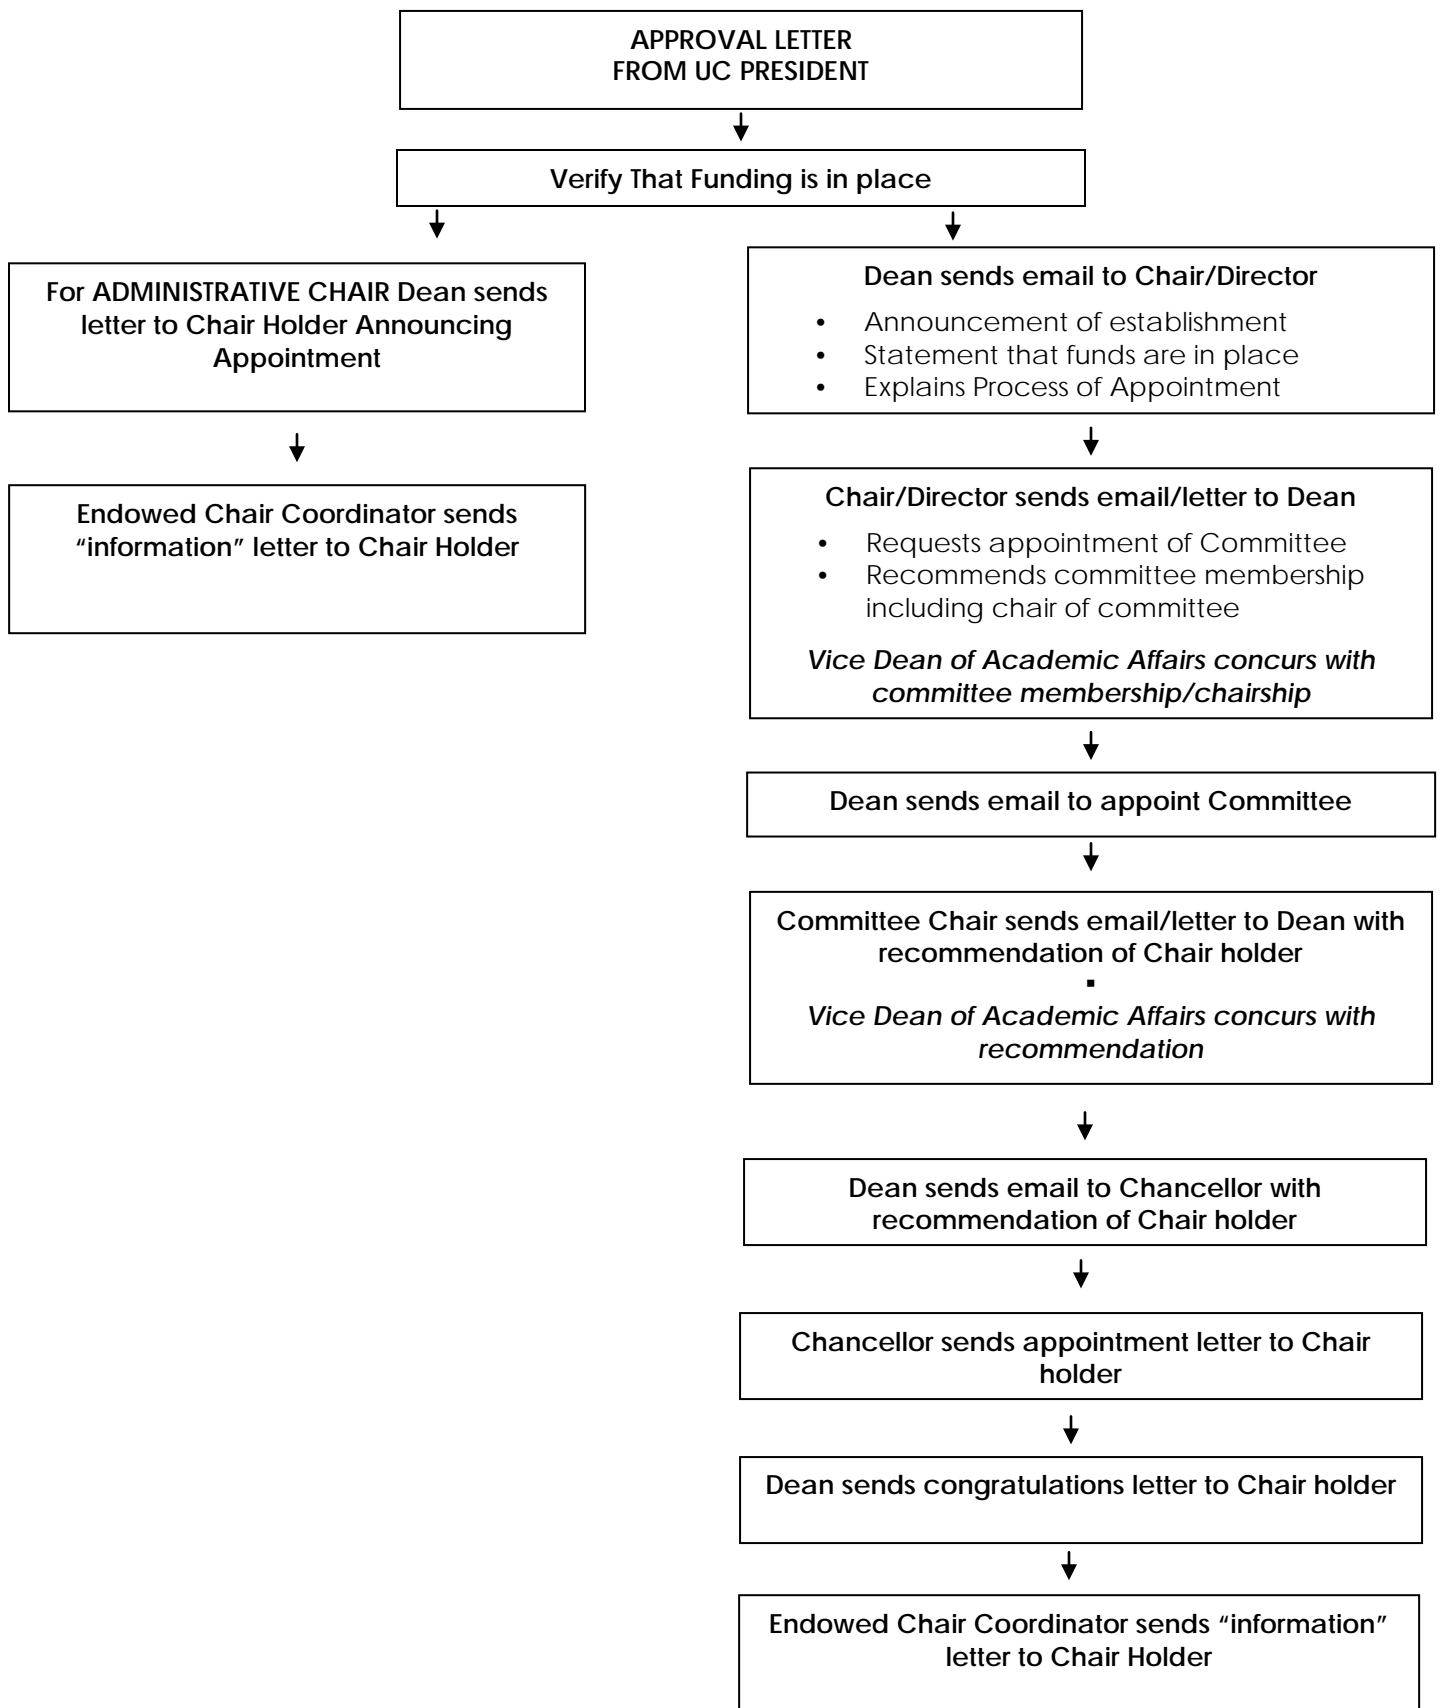 APPROVAL LETTER
FROM UC PRESIDENT
Verify That Funding is in place
For ADMINISTRATIVE CHAIR Dean sends
letter to Chair Holder Announcing
Appointment
Endowed Chair Coordinator sends
“information” letter to Chair Holder
Dean sends email to Chair/Director
• Announcement of establishment
• Statement that funds are in place
• Explains Process of Appointment
Chair/Director sends email/letter to Dean
• Requests appointment of Committee
• Recommends committee membership
including chair of committee
Vice Dean of Academic Affairs concurs with
committee membership/chairship
Dean sends email to appoint Committee
Committee Chair sends email/letter to Dean with
recommendation of Chair holder
▪
Vice Dean of Academic Affairs concurs with
recommendation
Dean sends email to Chancellor with
recommendation of Chair holder
Chancellor sends appointment letter to Chair
holder
Dean sends congratulations letter to Chair holder
Endowed Chair Coordinator sends “information”
letter to Chair Holder